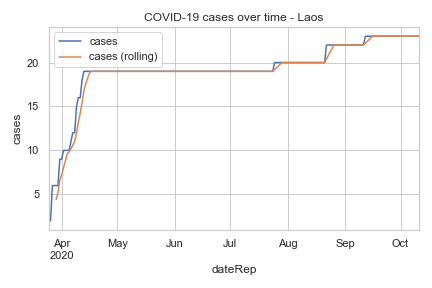 COVID-19 cases over time - Laos
cases
cases (rolling)
cases
20
15
10
5
Apr May Jun Jul Aug Sep Oct
2020
dateRep